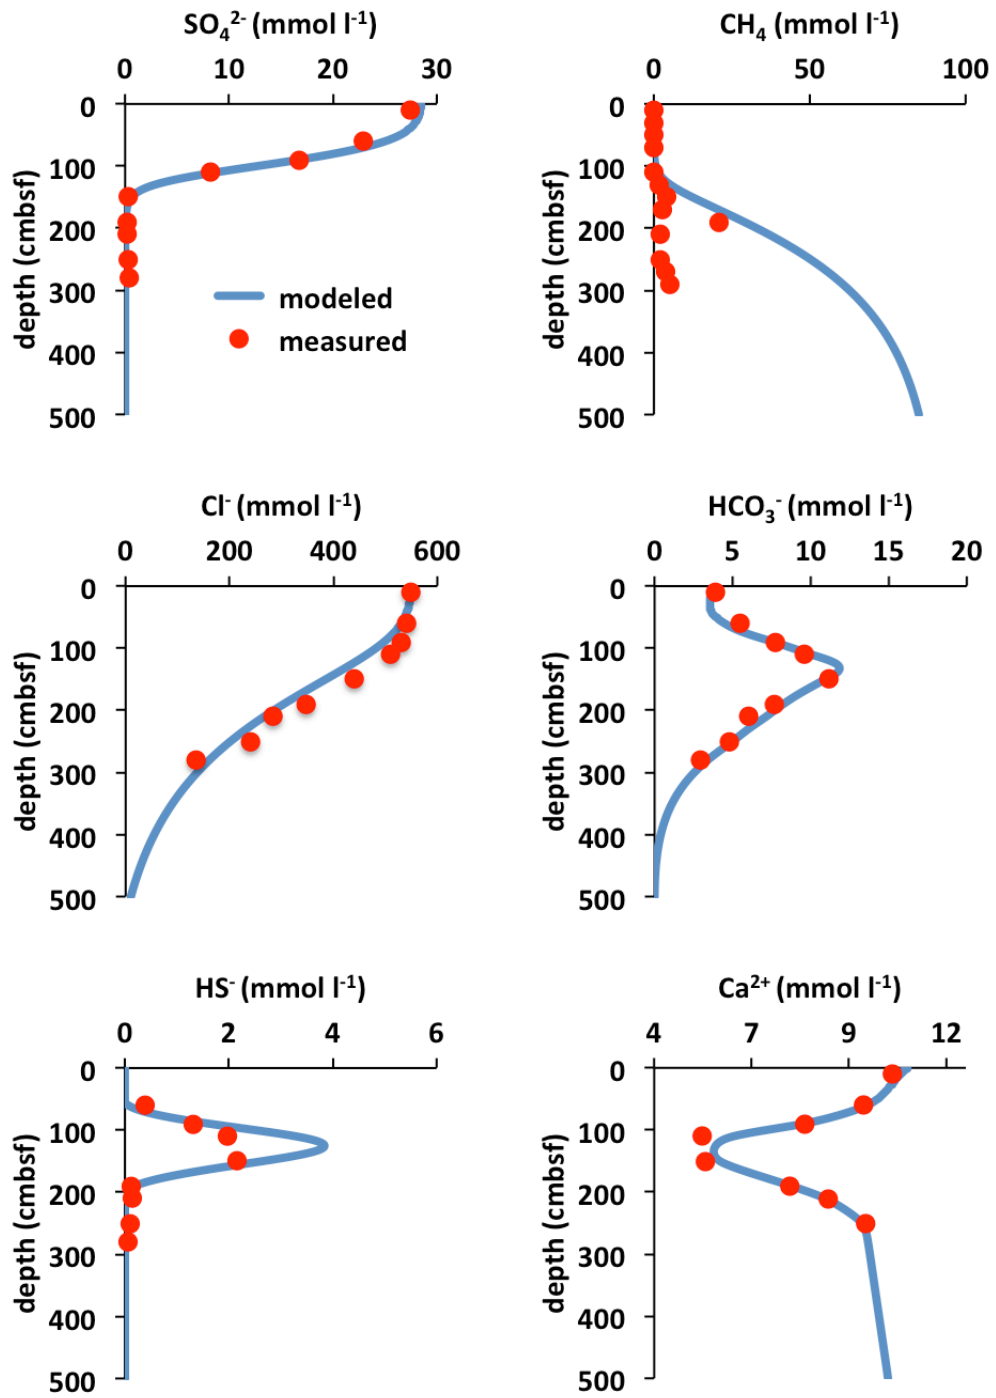 SO₄²⁻ (mmol l⁻¹) CH₄ (mmol l⁻¹)
0 10 20 30 0 50 100
0 0
100 100
200 200
300 300
400 400
500 500
depth (cmbsf) depth (cmbsf)
modeled
measured
Cl⁻ (mmol l⁻¹) HCO₃⁻ (mmol l⁻¹)
0 200 400 600 0 5 10 15 20
0 0
100 100
200 200
300 300
400 400
500 500
depth (cmbsf) depth (cmbsf)
HS⁻ (mmol l⁻¹) Ca²⁺ (mmol l⁻¹)
0 2 4 6 4 7 9 12
0 0
100 100
200 200
300 300
400 400
500 500
depth (cmbsf) depth (cmbsf)